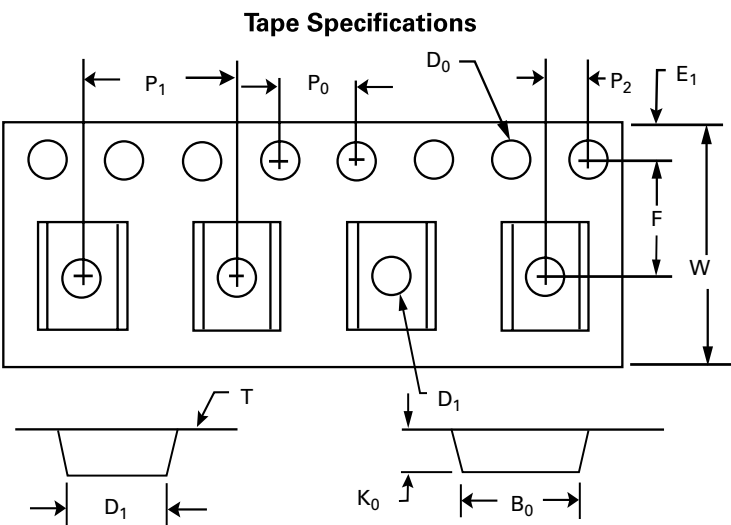 Tape Specifications
P₁
P₀
D₀
P₂
E₁
F
W
D₁
T
K₀
D₁
B₀